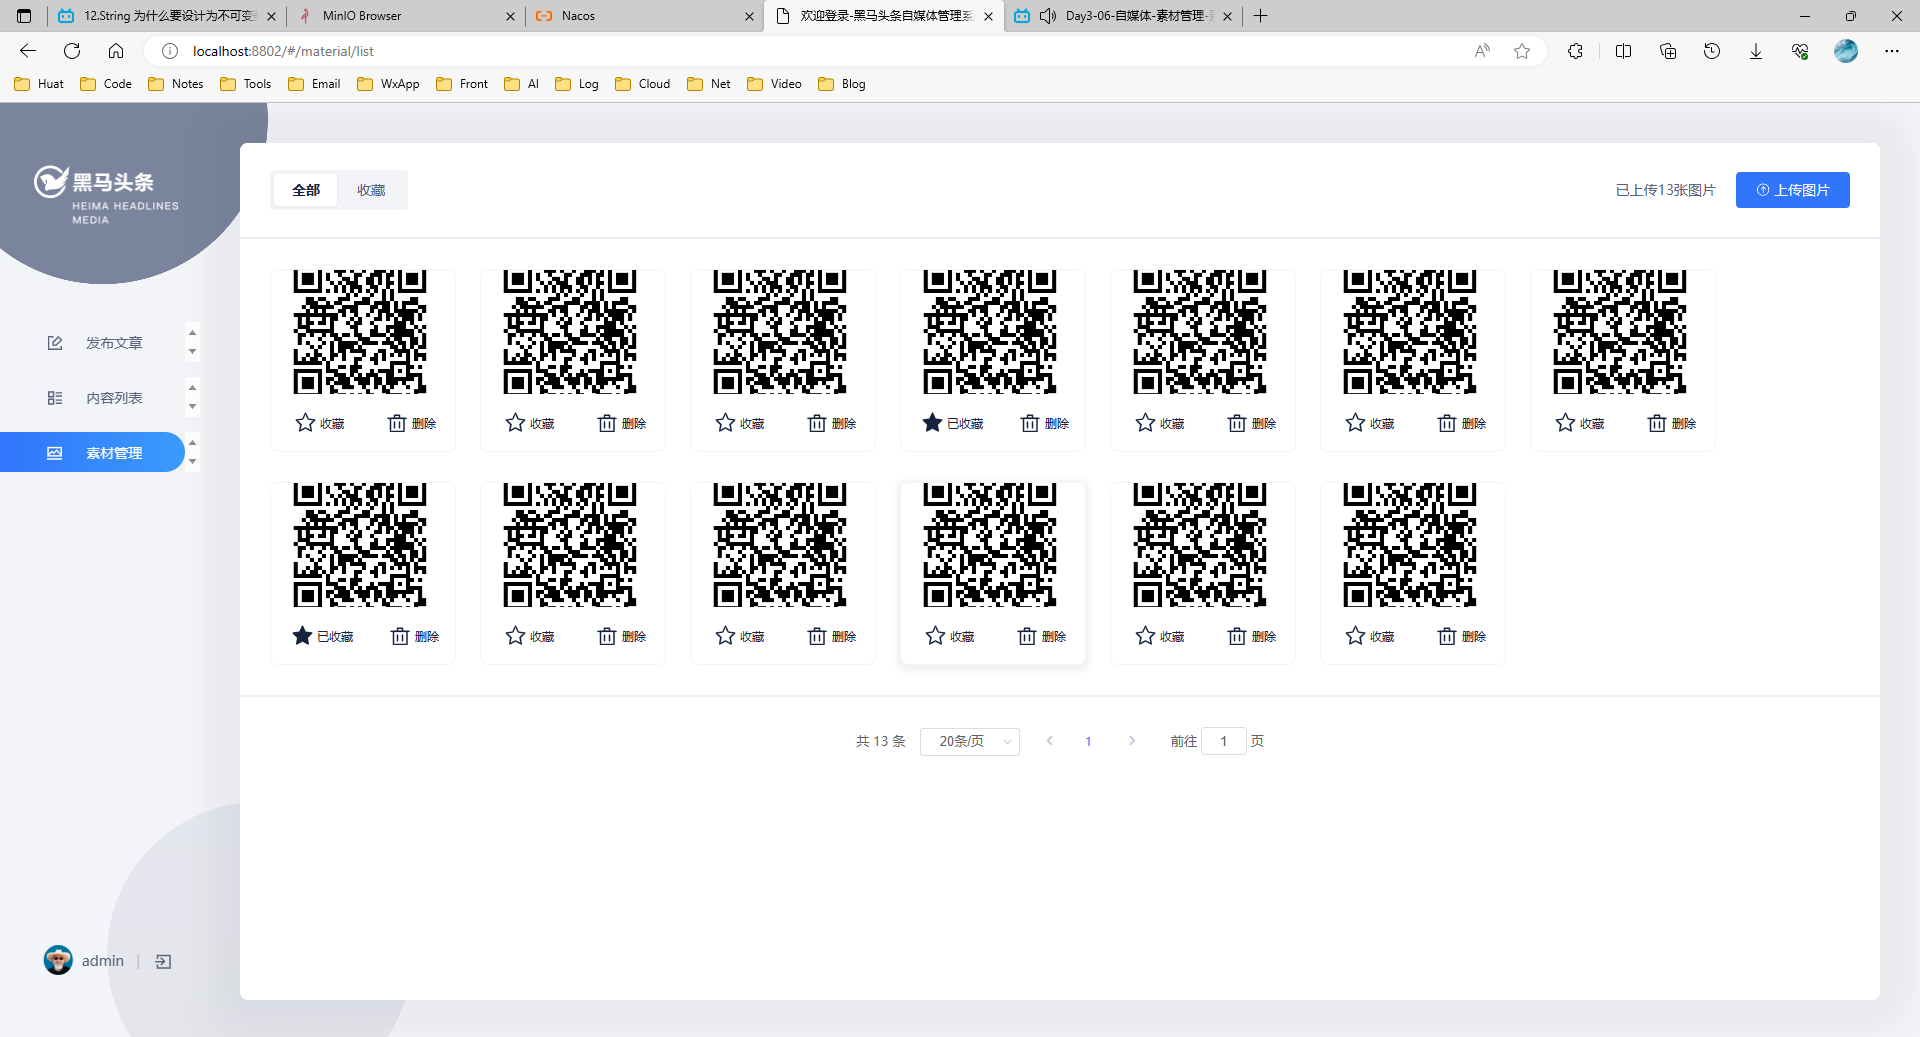 12.String 为什么要设计为不可变
MinIO Browser
Nacos
欢迎登录-黑马头条自媒体管理系
Day3-06-自媒体-素材管理-
localhost:8802/#/material/list
Huat
Code
Notes
Tools
Email
WxApp
Front
AI
Log
Cloud
Net
Video
Blog
黑马头条
HEIMA HEADLINES
MEDIA
发布文章
内容列表
素材管理
admin
全部
收藏
已上传13张图片
上传图片
收藏 删除
收藏 删除
收藏 删除
已收藏 删除
收藏 删除
收藏 删除
收藏 删除
已收藏 删除
收藏 删除
收藏 删除
收藏 删除
收藏 删除
收藏 删除
共 13 条
20条/页
1
前往 1 页